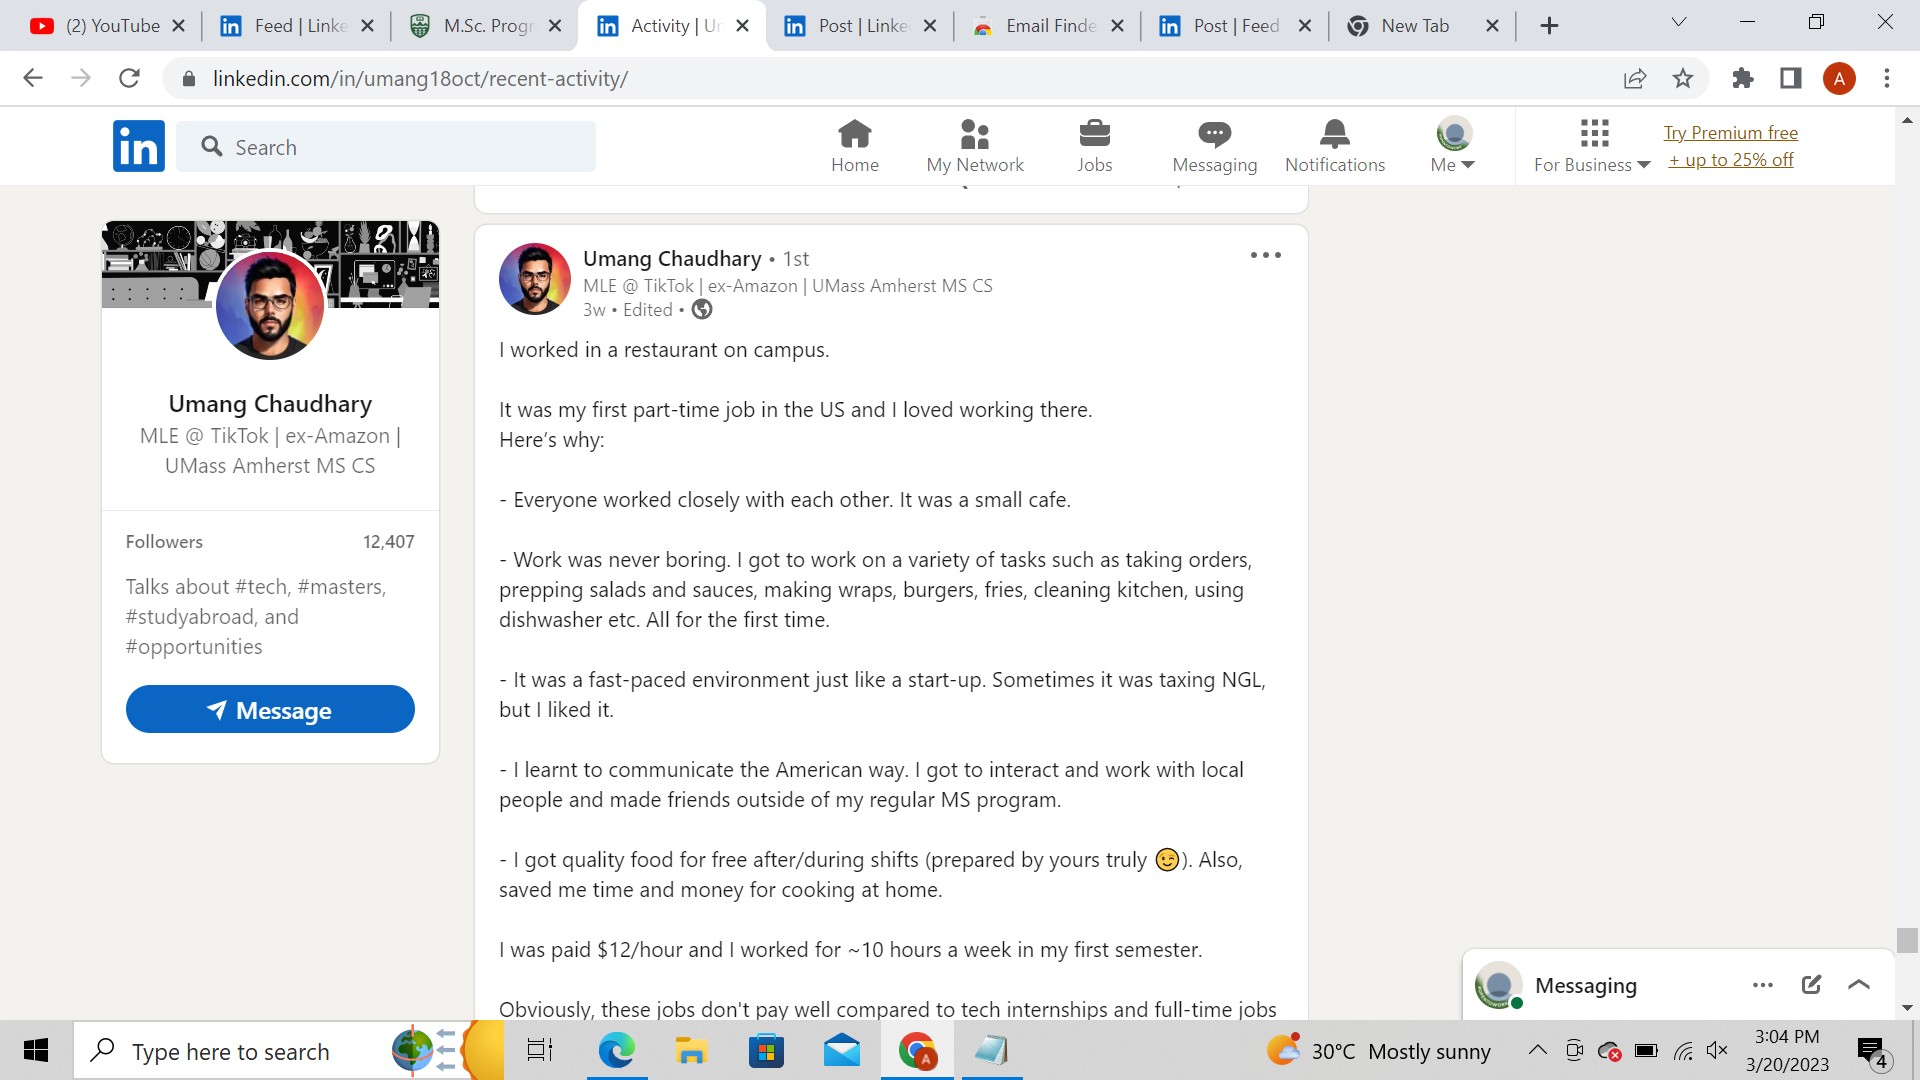 (2) YouTube
Feed | Linke
M.Sc. Progr
Activity | Ur
Post | Linke
Email Finde
Post | Feed
New Tab
linkedin.com/in/umang18oct/recent-activity/
A
in
Search
Home
My Network
Jobs
Messaging
Notifications
Me
For Business
Try Premium free
+ up to 25% off
Umang Chaudhary
MLE @ TikTok | ex-Amazon |
UMass Amherst MS CS
Followers 12,407
Talks about #tech, #masters,
#studyabroad, and
#opportunities
Message
Umang Chaudhary • 1st
MLE @ TikTok | ex-Amazon | UMass Amherst MS CS
3w • Edited •
I worked in a restaurant on campus.
It was my first part-time job in the US and I loved working there.
Here’s why:
- Everyone worked closely with each other. It was a small cafe.
- Work was never boring. I got to work on a variety of tasks such as taking orders,
prepping salads and sauces, making wraps, burgers, fries, cleaning kitchen, using
dishwasher etc. All for the first time.
- It was a fast-paced environment just like a start-up. Sometimes it was taxing NGL,
but I liked it.
- I learnt to communicate the American way. I got to interact and work with local
people and made friends outside of my regular MS program.
- I got quality food for free after/during shifts (prepared by yours truly 😉). Also,
saved me time and money for cooking at home.
I was paid $12/hour and I worked for ~10 hours a week in my first semester.
Obviously, these jobs don't pay well compared to tech internships and full-time jobs
Messaging
Type here to search
30°C Mostly sunny
3:04 PM
3/20/2023
4